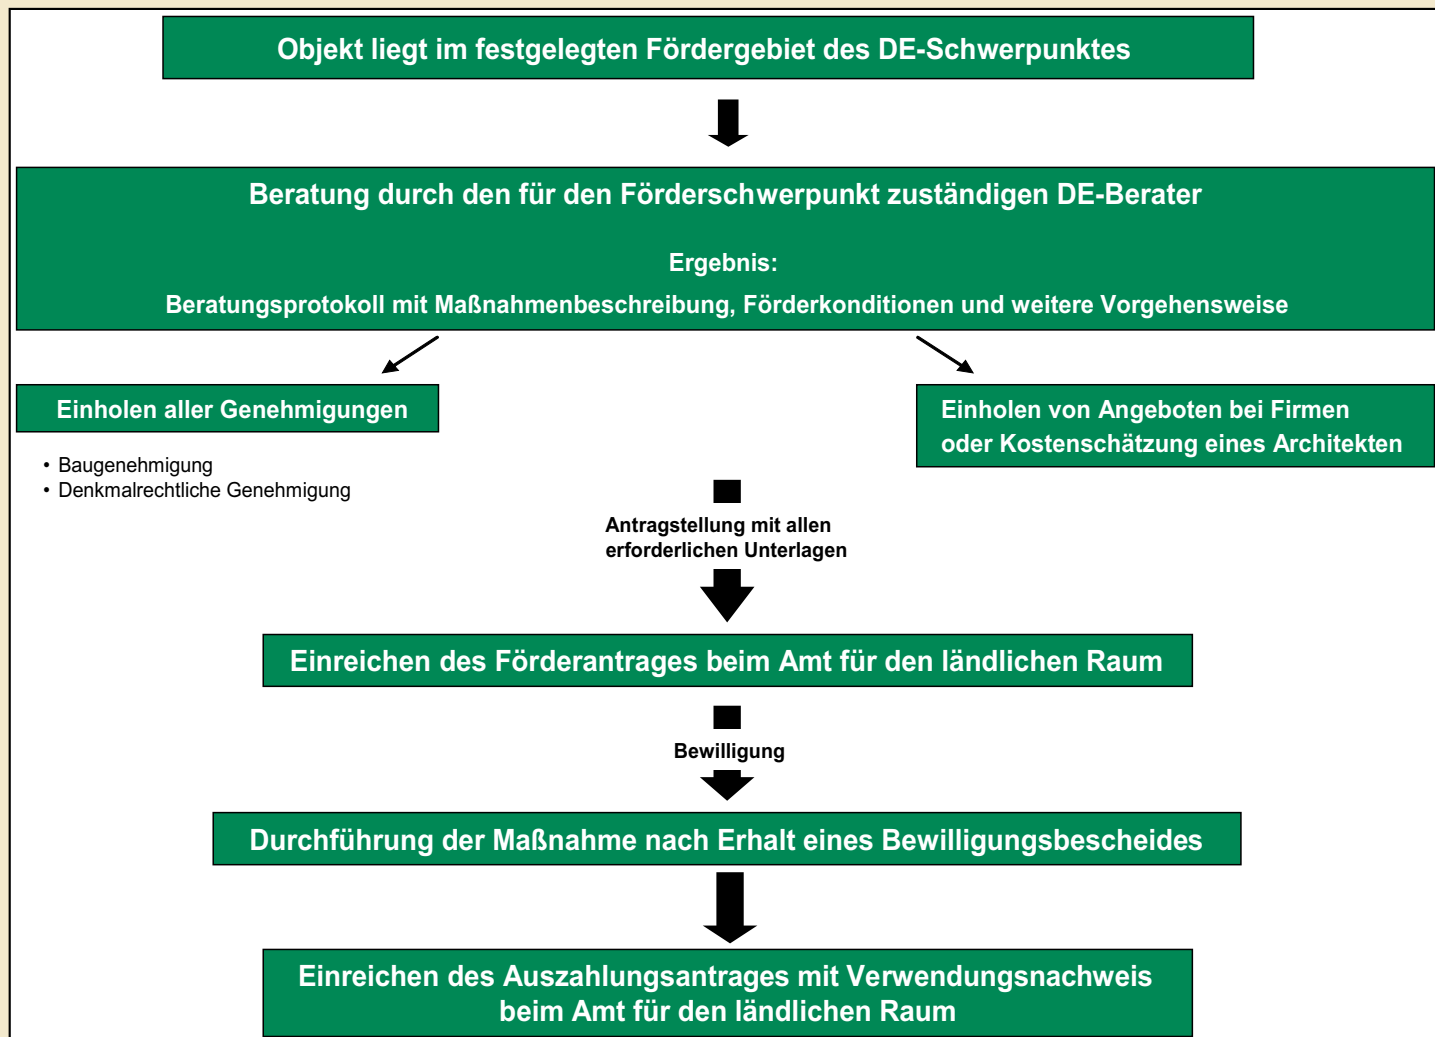 Objekt liegt im festgelegten Fördergebiet des DE-Schwerpunktes
Beratung durch den für den Förderschwerpunkt zuständigen DE-Berater
Ergebnis:
Beratungsprotokoll mit Maßnahmenbeschreibung, Förderkonditionen und weitere Vorgehensweise
Einholen aller Genehmigungen
• Baugenehmigung
• Denkmalrechtliche Genehmigung
Einholen von Angeboten bei Firmen
oder Kostenschätzung eines Architekten
Antragstellung mit allen
erforderlichen Unterlagen
Einreichen des Förderantrages beim Amt für den ländlichen Raum
Bewilligung
Durchführung der Maßnahme nach Erhalt eines Bewilligungsbescheides
Einreichen des Auszahlungsantrages mit Verwendungsnachweis
beim Amt für den ländlichen Raum